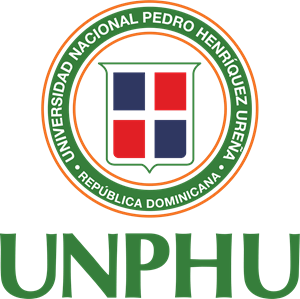 • UNIVERSIDAD NACIONAL PEDRO HENRÍQUEZ UREÑA •
REPÚBLICA DOMINICANA
UNPHU